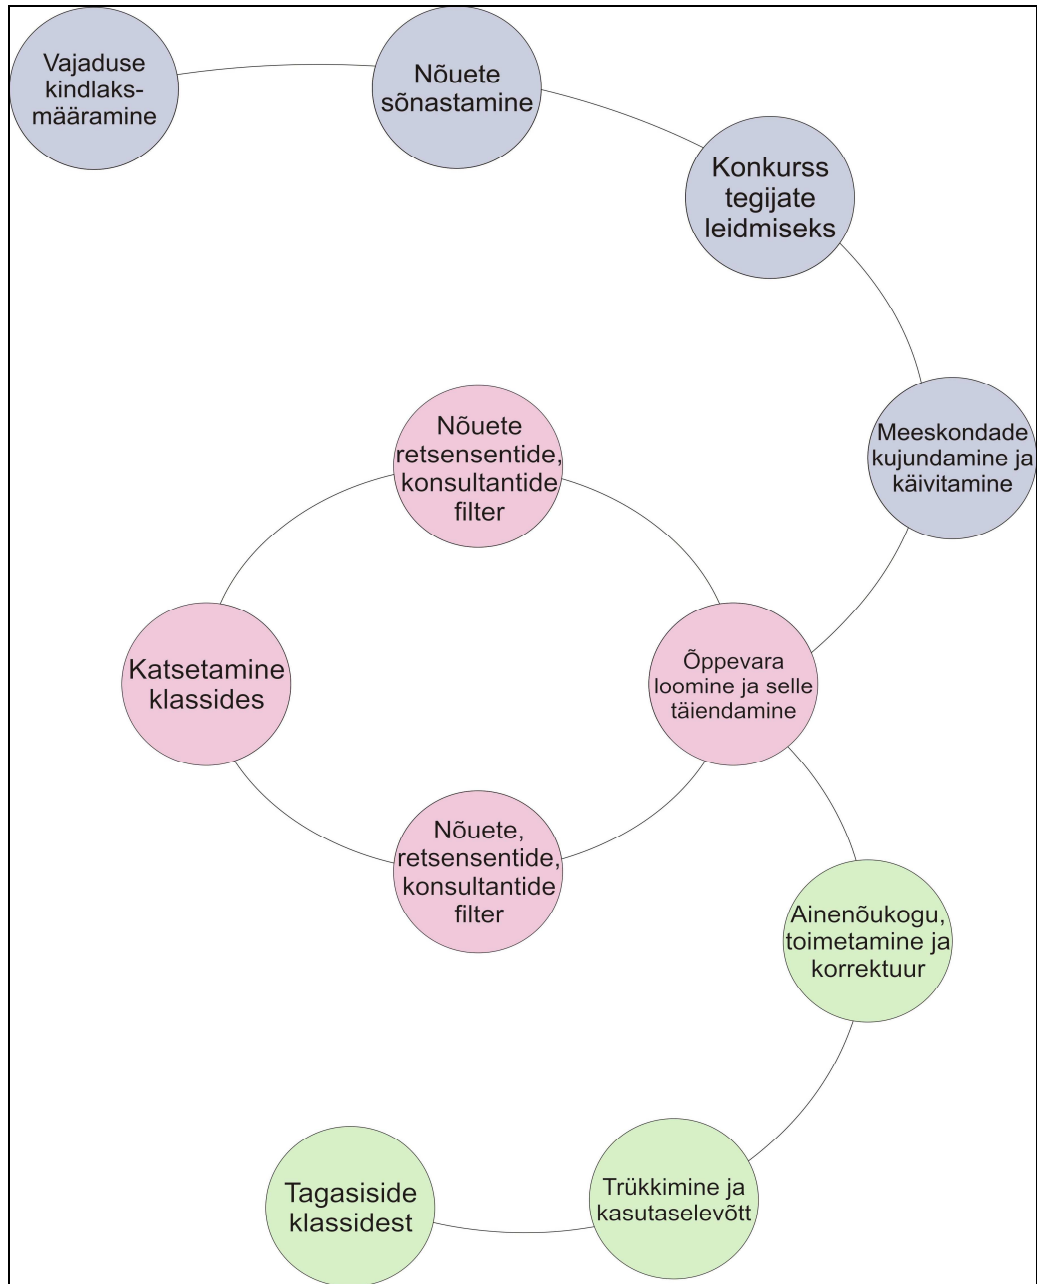 Vajaduse
kindlaks-
määramine
Nõuete
sõnastamine
Konkurss
tegijate
leidmiseks
Meeskondade
kujundamine ja
käivitamine
Nõuete
retsensentide,
konsultantide
filter
Katsetamine
klassides
Õppevara
loomine ja selle
täiendamine
Nõuete,
retsensentide,
konsultantide
filter
Ainenõukogu,
toimetamine ja
korrektuur
Trükkimine ja
kasutaselevõtt
Tagasiside
klassidest